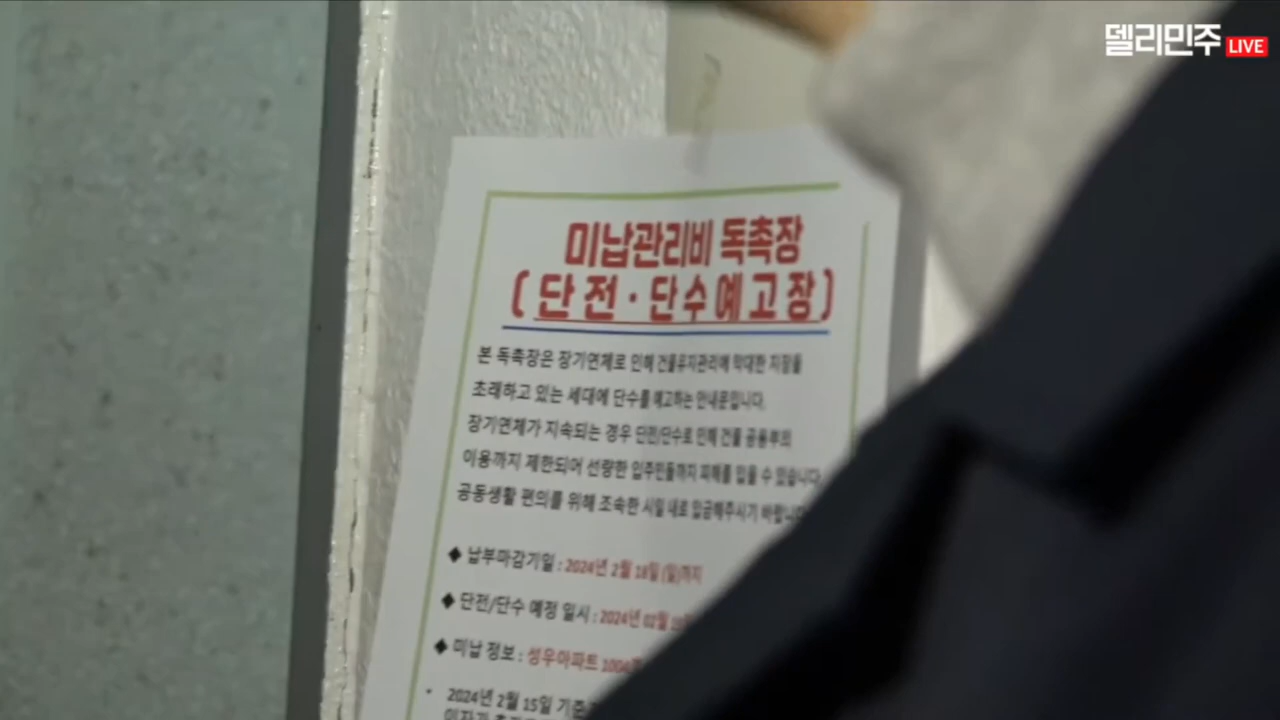 델리민주 LIVE
미납관리비 독촉장
( 단전 · 단수예고장)
본 독촉장은 장기연체로 인해 건물유지관리에 막대한 지장을
초래하고 있는 세대에 단수를 예고하는 안내문입니다.
장기연체가 지속되는 경우 단전/단수로 인해 건물 공용부의
이용까지 제한되어 선량한 입주민들까지 피해를 입을 수 있습니다.
공동생활 편의를 위해 조속한 시일 내로 입금해주시기 바랍니다
◆ 납부마감기일 : 2024년 2월 18일 (일)까지
◆ 단전/단수 예정 일시 : 2024년 02월
◆ 미납 정보 : 성우아파트
• 2024년 2월 15일 기준